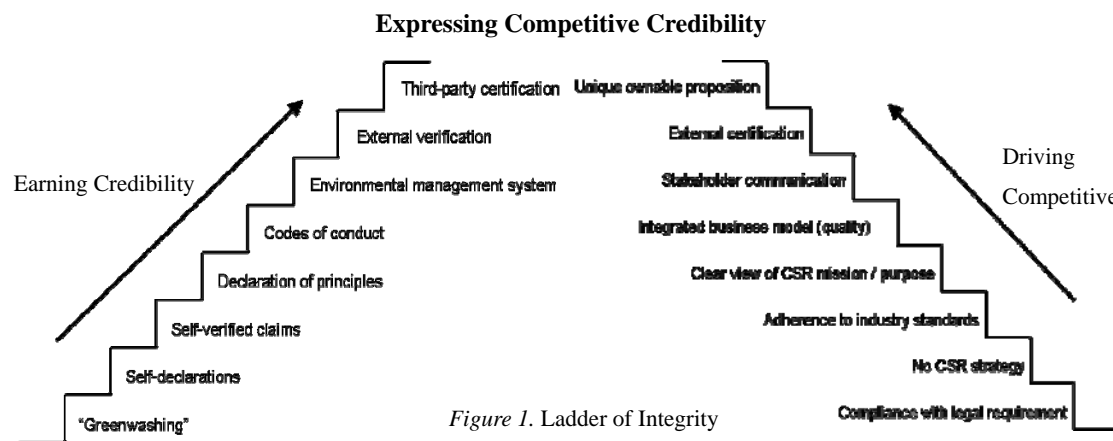 Expressing Competitive Credibility
Third-party certification
External verification
Environmental management system
Codes of conduct
Declaration of principles
Self-verified claims
Self-declarations
"Greenwashing"
Earning Credibility
Unique ownable proposition
External certification
Stakeholder communication
Integrated business model (quality)
Clear view of CSR mission / purpose
Adherence to industry standards
No CSR strategy
Compliance with legal requirement
Driving
Competitive
Figure 1. Ladder of Integrity